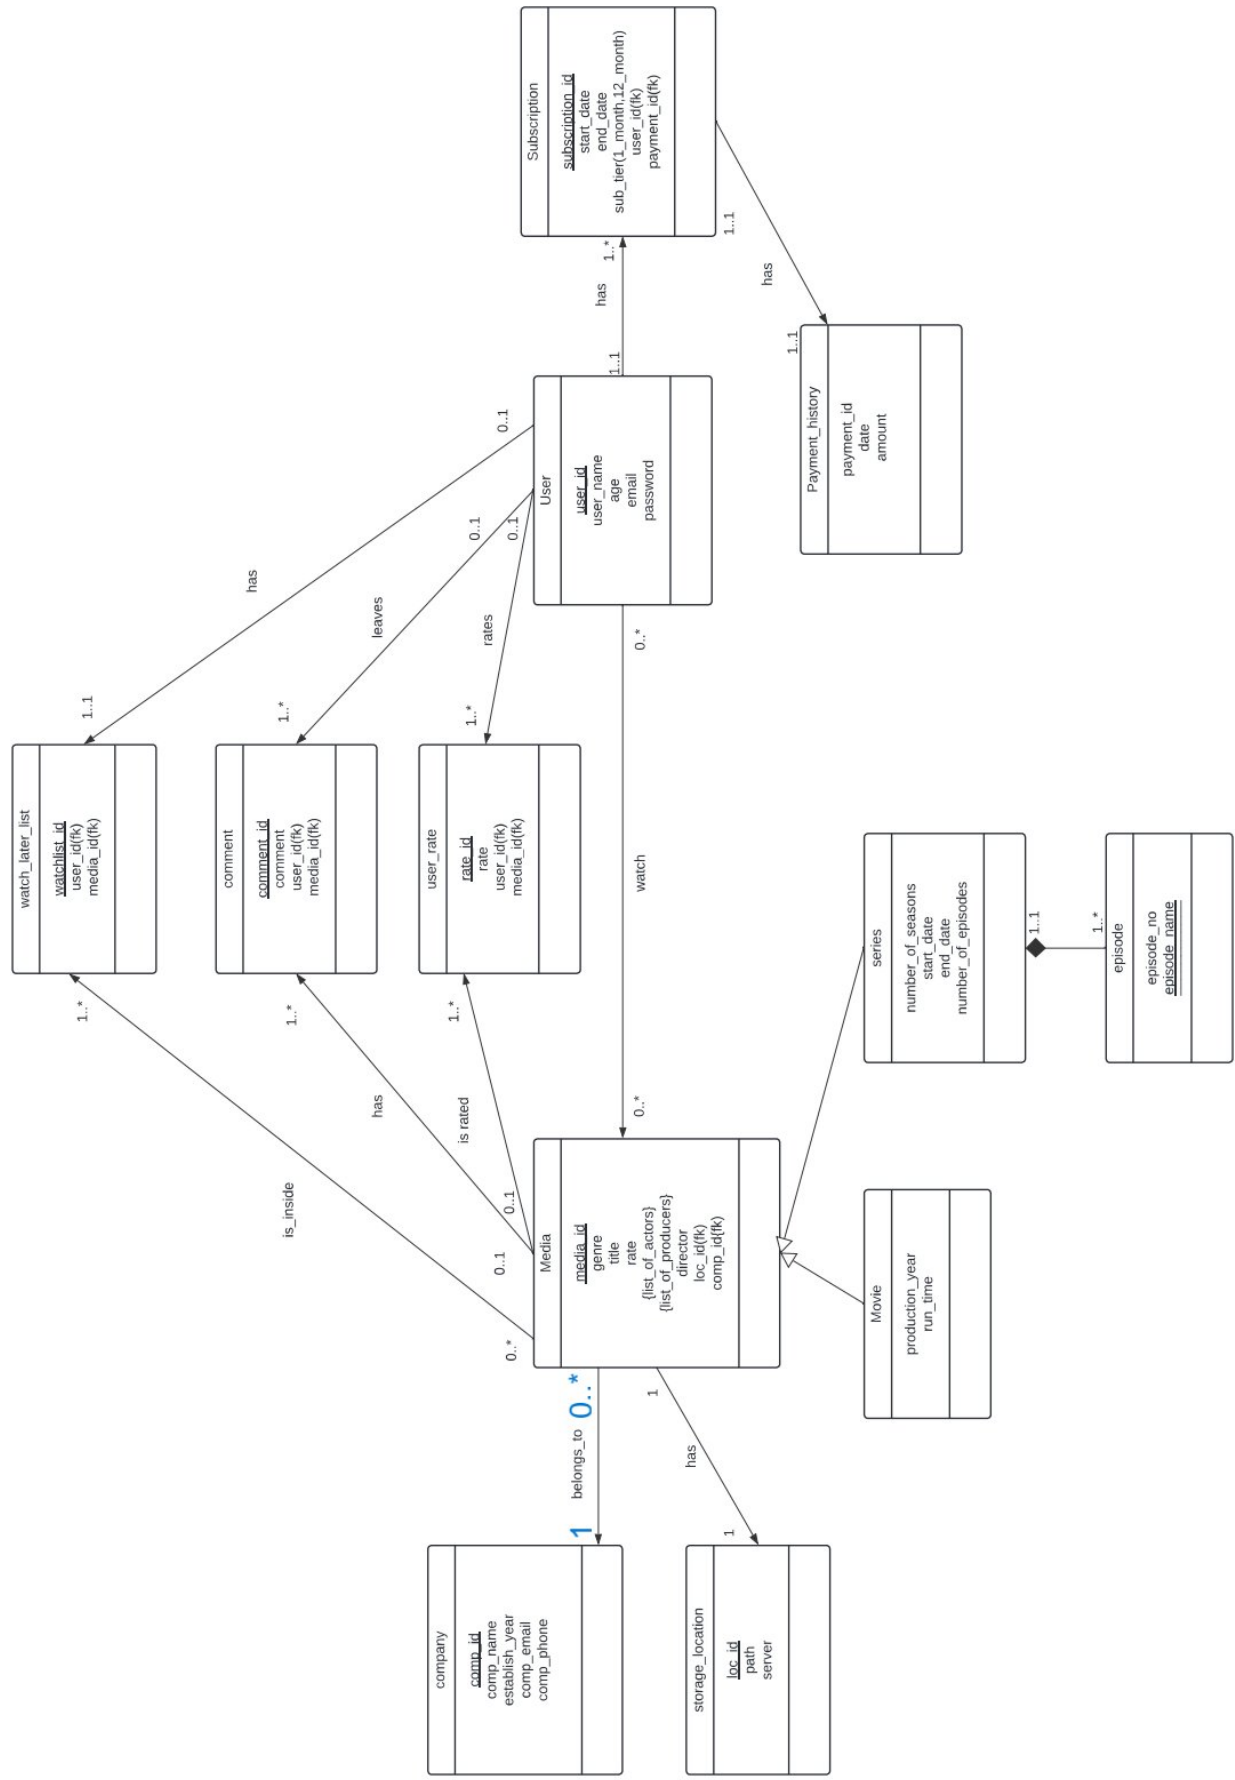 company
comp_id
comp_name
establish_year
comp_email
comp_phone
storage_location
loc_id
path
server
1
belongs_to
0..*
1
has
1
Media
media_id
genre
title
rate
{list_of_actors}
{list_of_producers}
director
loc_id(fk)
comp_id{fk)
0..*
0..1
0..1
0..*
is_inside
has
is rated
watch
Movie
production_year
run_time
series
number_of_seasons
start_date
end_date
number_of_episodes
1..1
1..*
episode
episode_no
episode_name
1..*
1..*
1..*
watch_later_list
watchlist_id
user_id(fk)
media_id(fk)
comment
comment_id
comment
user_id(fk)
media_id(fk)
user_rate
rate_id
rate
user_id(fk)
media_id(fk)
1..1
1..*
1..*
has
leaves
rates
0..1
0..1
0..1
0..*
User
user_id
user_name
age
email
password
1..1
has
1..*
Subscription
subscription_id
start_date
end_date
sub_tier(1_month,12_month)
user_id(fk)
payment_id(fk)
1..1
has
1..1
Payment_history
payment_id
date
amount